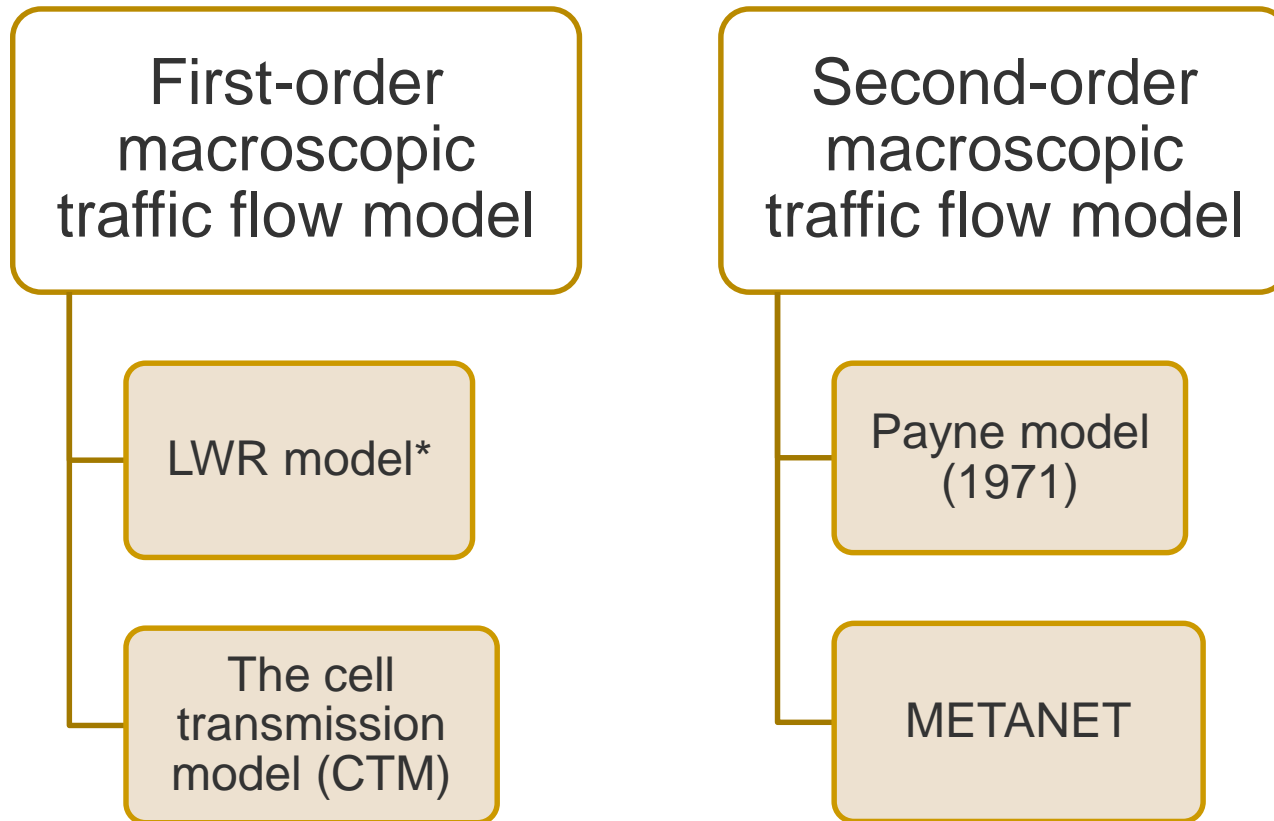 First-order
macroscopic
traffic flow model
LWR model*
The cell
transmission
model (CTM)
Second-order
macroscopic
traffic flow model
Payne model
(1971)
METANET